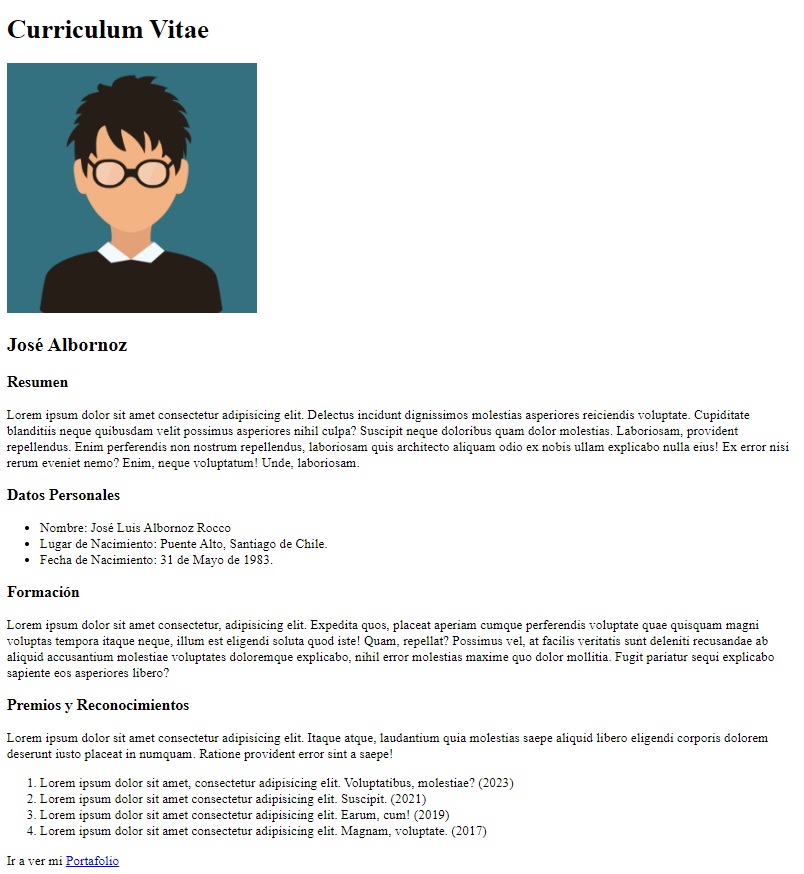 Curriculum Vitae
José Albornoz
Resumen
Lorem ipsum dolor sit amet consectetur adipisicing elit. Delectus incidunt dignissimos molestias asperiores reiciendis voluptate. Cupiditate
blanditiis neque quibusdam velit possimus asperiores nihil culpa? Suscipit neque doloribus quam dolor molestias. Laboriosam, provident
repellendus. Enim perferendis non nostrum repellendus, laboriosam quis architecto aliquam odio ex nobis ullam explicabo nulla eius! Ex error nisi
rerum eveniet nemo? Enim, neque voluptatum! Unde, laboriosam.
Datos Personales
• Nombre: José Luis Albornoz Rocco
• Lugar de Nacimiento: Puente Alto, Santiago de Chile.
• Fecha de Nacimiento: 31 de Mayo de 1983.
Formación
Lorem ipsum dolor sit amet consectetur, adipisicing elit. Expedita quos, placeat aperiam cumque perferendis voluptate quae quisquam magni
voluptas tempora itaque neque, illum est eligendi soluta quod iste! Quam, repellat? Possimus vel, at facilis veritatis sunt deleniti recusandae ab
aliquid accusantium molestiae voluptates doloremque explicabo, nihil error molestias maxime quo dolor mollitia. Fugit pariatur sequi explicabo
sapiente eos asperiores libero?
Premios y Reconocimientos
Lorem ipsum dolor sit amet consectetur adipisicing elit. Itaque atque, laudantium quia molestias saepe aliquid libero eligendi corporis dolorem
deserunt iusto placeat in numquam. Ratione provident error sint a saepe!
1. Lorem ipsum dolor sit amet, consectetur adipisicing elit. Voluptatibus, molestiae? (2023)
2. Lorem ipsum dolor sit amet consectetur adipisicing elit. Suscipit. (2021)
3. Lorem ipsum dolor sit amet consectetur adipisicing elit. Earum, cum! (2019)
4. Lorem ipsum dolor sit amet consectetur adipisicing elit. Magnam, voluptate. (2017)
Ir a ver mi Portafolio